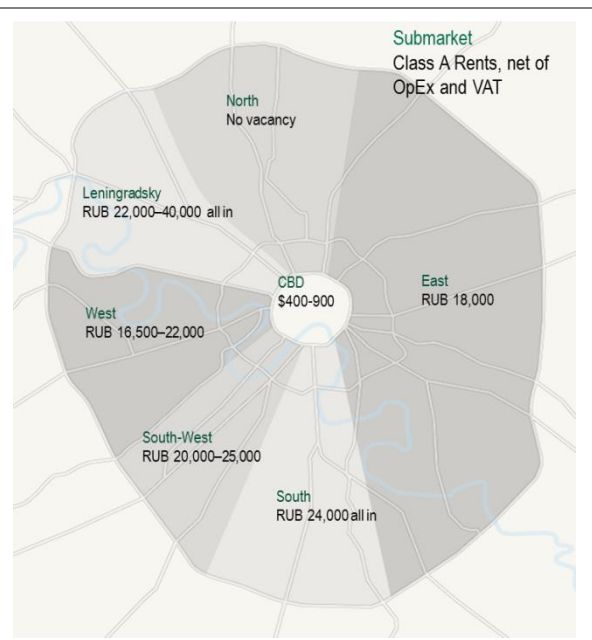 Submarket
Class A Rents, net of
OpEx and VAT
North
No vacancy
Leningradsky
RUB 22,000–40,000 all in
CBD
$400-900
East
RUB 18,000
West
RUB 16,500–22,000
South-West
RUB 20,000–25,000
South
RUB 24,000 all in